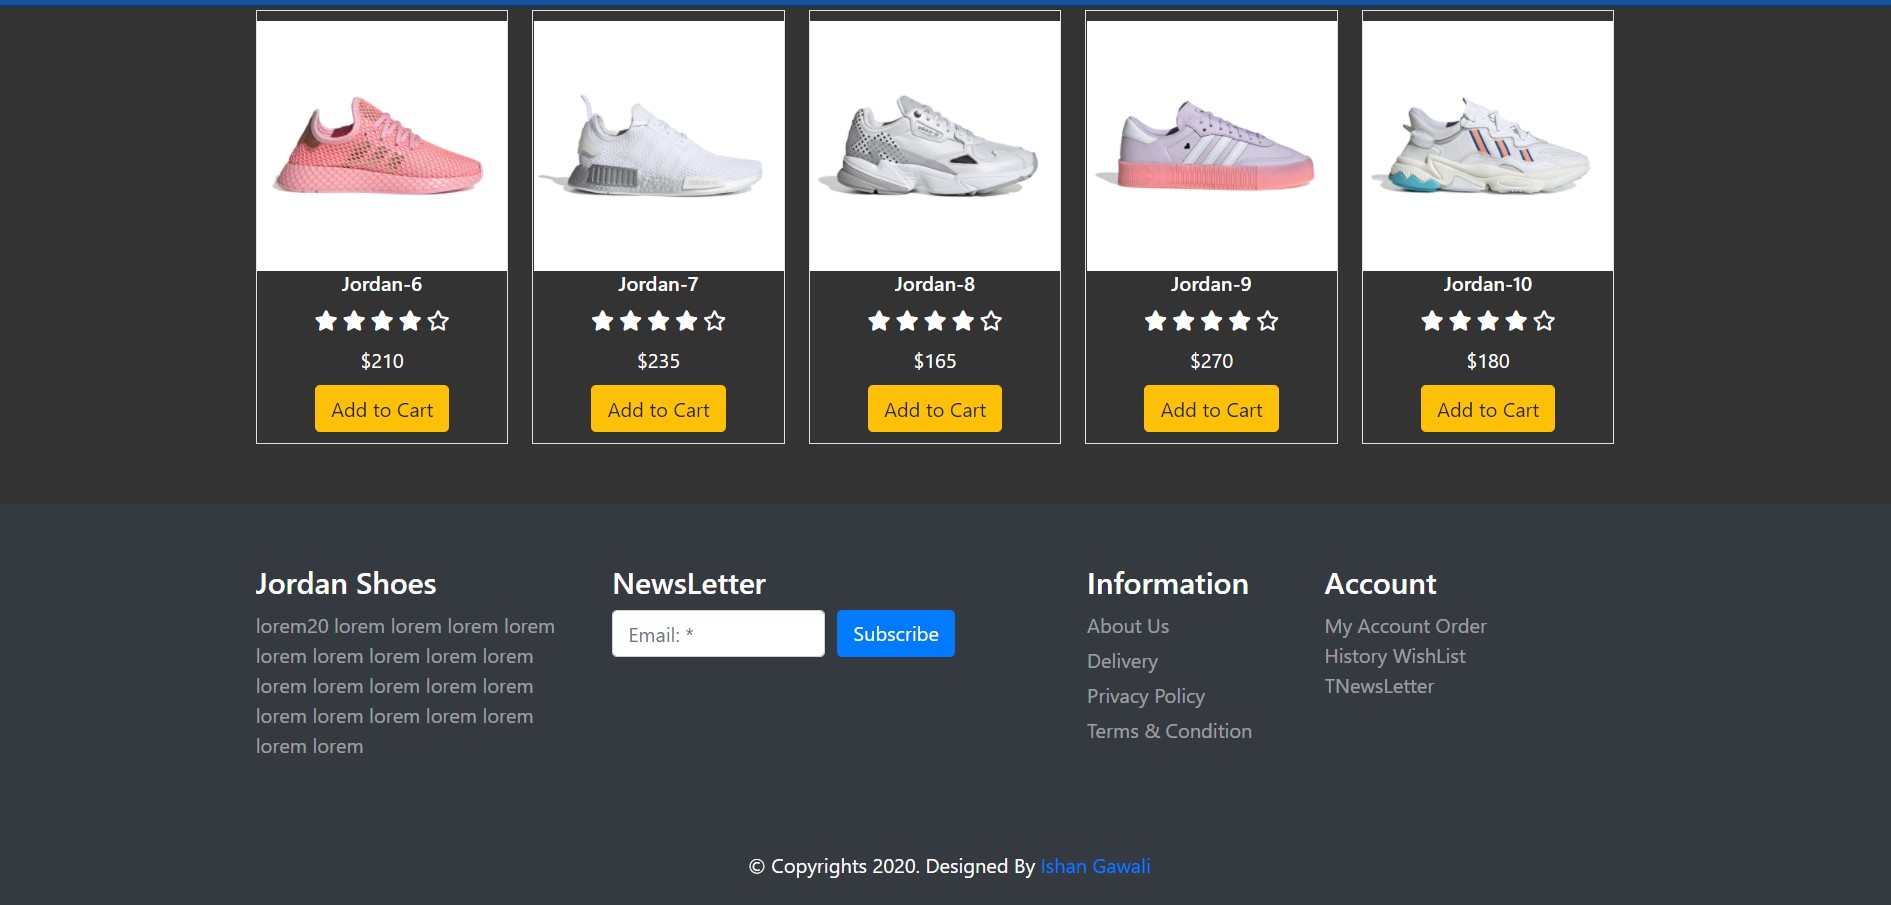 Jordan-6
$210
Add to Cart
Jordan-7
$235
Add to Cart
Jordan-8
$165
Add to Cart
Jordan-9
$270
Add to Cart
Jordan-10
$180
Add to Cart
Jordan Shoes
lorem20 lorem lorem lorem lorem
lorem lorem lorem lorem lorem
lorem lorem lorem lorem lorem
lorem lorem lorem lorem lorem
lorem lorem
NewsLetter
Email: *
Subscribe
Information
About Us
Delivery
Privacy Policy
Terms & Condition
Account
My Account Order
History WishList
TNewsLetter
© Copyrights 2020. Designed By Ishan Gawali